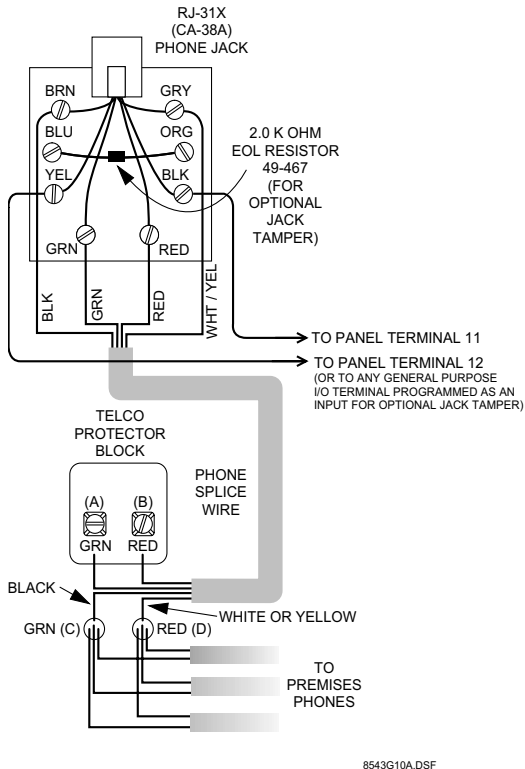 RJ-31X
(CA-38A)
PHONE JACK
BRN
GRY
BLU
ORG
YEL
BLK
GRN
RED
2.0 K OHM
EOL RESISTOR
49-467
(FOR
OPTIONAL
JACK
TAMPER)
BLK
GRN
RED
WHT / YEL
TO PANEL TERMINAL 11
TO PANEL TERMINAL 12
(OR TO ANY GENERAL PURPOSE
I/O TERMINAL PROGRAMMED AS AN
INPUT FOR OPTIONAL JACK TAMPER)
TELCO
PROTECTOR
BLOCK
(A)
(B)
GRN
RED
PHONE
SPLICE
WIRE
BLACK
WHITE OR YELLOW
GRN (C)
RED (D)
TO
PREMISES
PHONES
8543G10A.DSF